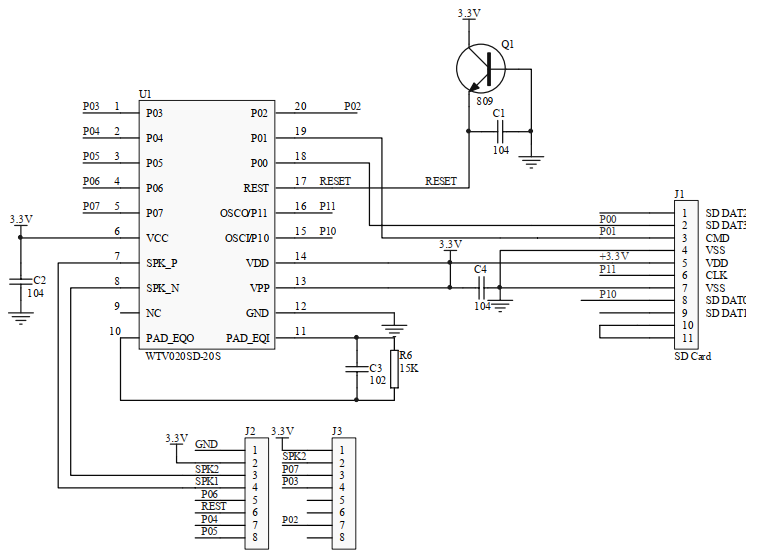 3.3V
Q1
809
C1
104
U1
P03 1 P03 P02 20 P02
P04 2 P04 P01 19
P05 3 P05 P00 18
P06 4 P06 REST 17 RESET RESET
P07 5 P07 OSCO/P11 16 P11
3.3V
6 VCC OSCI/P10 15 P10
7 SPK_P VDD 14
8 SPK_N VPP 13
9 NC GND 12
10 PAD_EQO PAD_EQI 11
WTV020SD-20S
C2
104
3.3V
C4
104
C3
102
R6
15K
J1
1 SD DAT2
P00 2 SD DAT3
P01 3 CMD
4 VSS
+3.3V 5 VDD
P11 6 CLK
7 VSS
P10 8 SD DAT0
9 SD DAT1
10
11
SD Card
J2
3.3V
GND 1
2
SPK2 3
SPK1 4
P06 5
REST 6
P04 7
P05 8
3.3V
J3
1
SPK2 2
P07 3
P03 4
5
6
P02 7
8